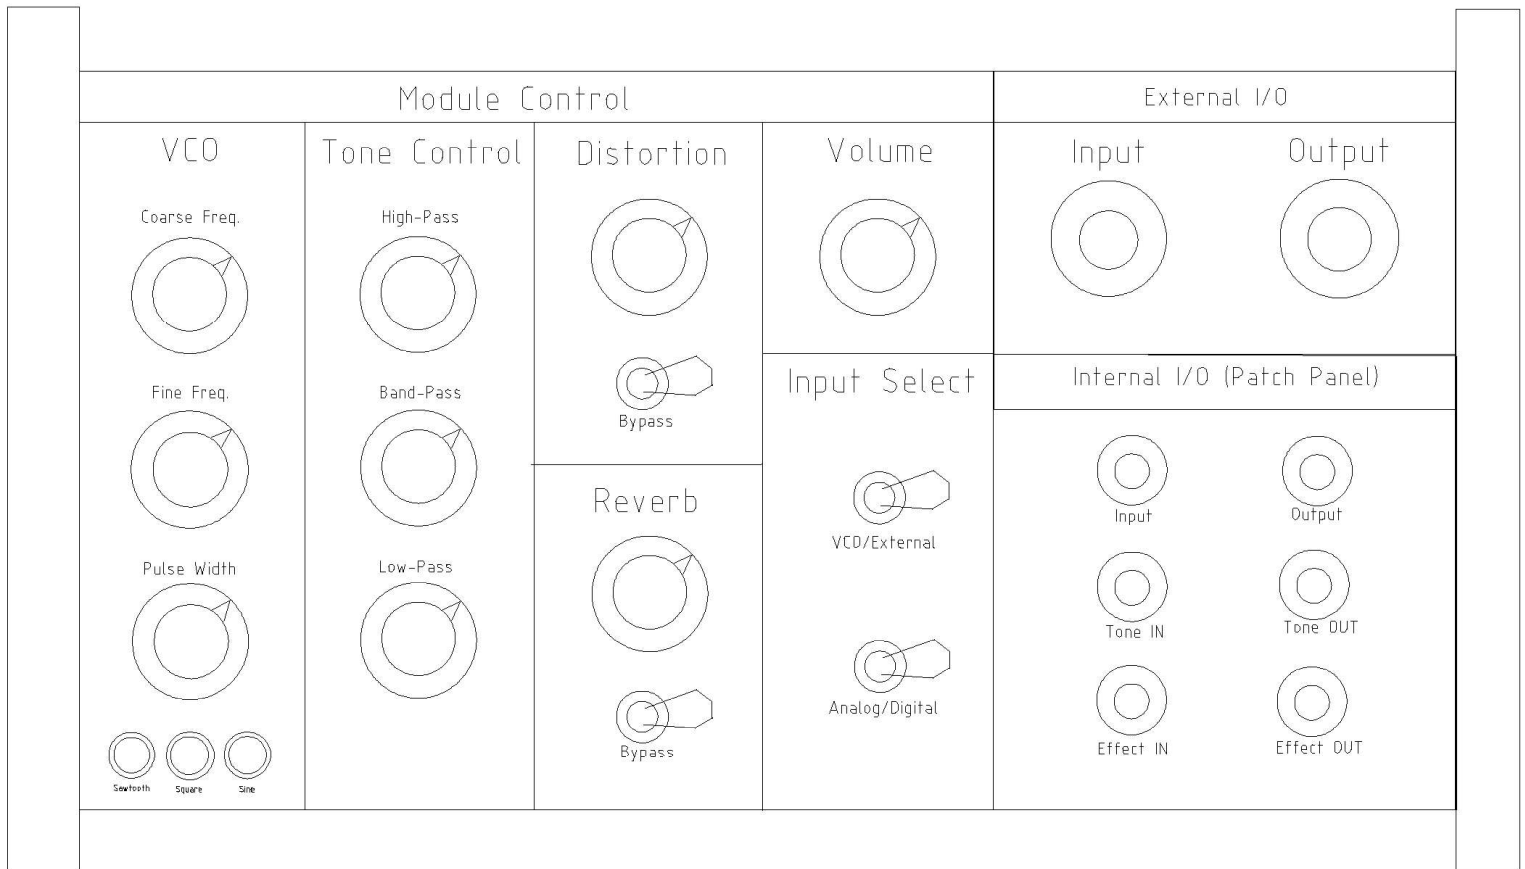 Module Control
External I/O
VCO
Tone Control
Distortion
Volume
Input
Output
Coarse Freq.
High-Pass
Fine Freq.
Band-Pass
Bypass
Input Select
Internal I/O (Patch Panel)
Reverb
Input
Output
VCO/External
Pulse Width
Low-Pass
Tone IN
Tone OUT
Analog/Digital
Bypass
Effect IN
Effect OUT
Sawtooth
Square
Sine